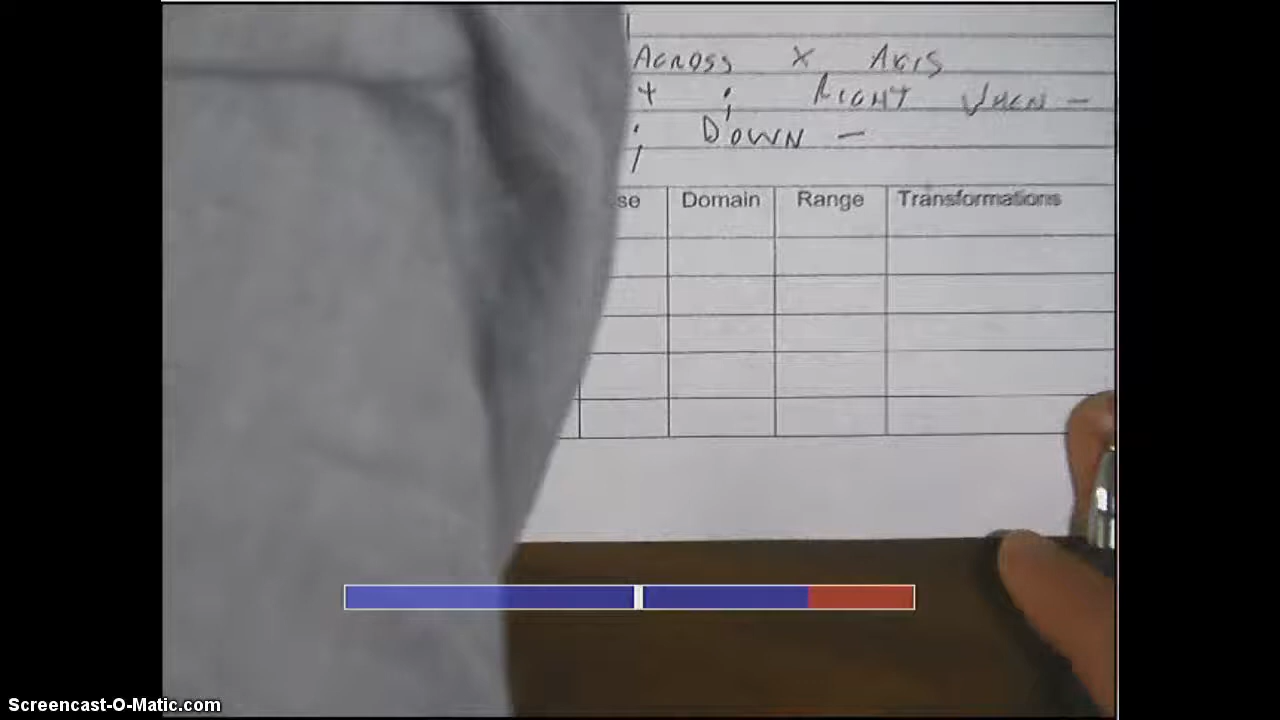 ACROSS X AXIS
+ ; RIGHT WHEN -
; DOWN -
se Domain Range Transformations
Screencast-O-Matic.com